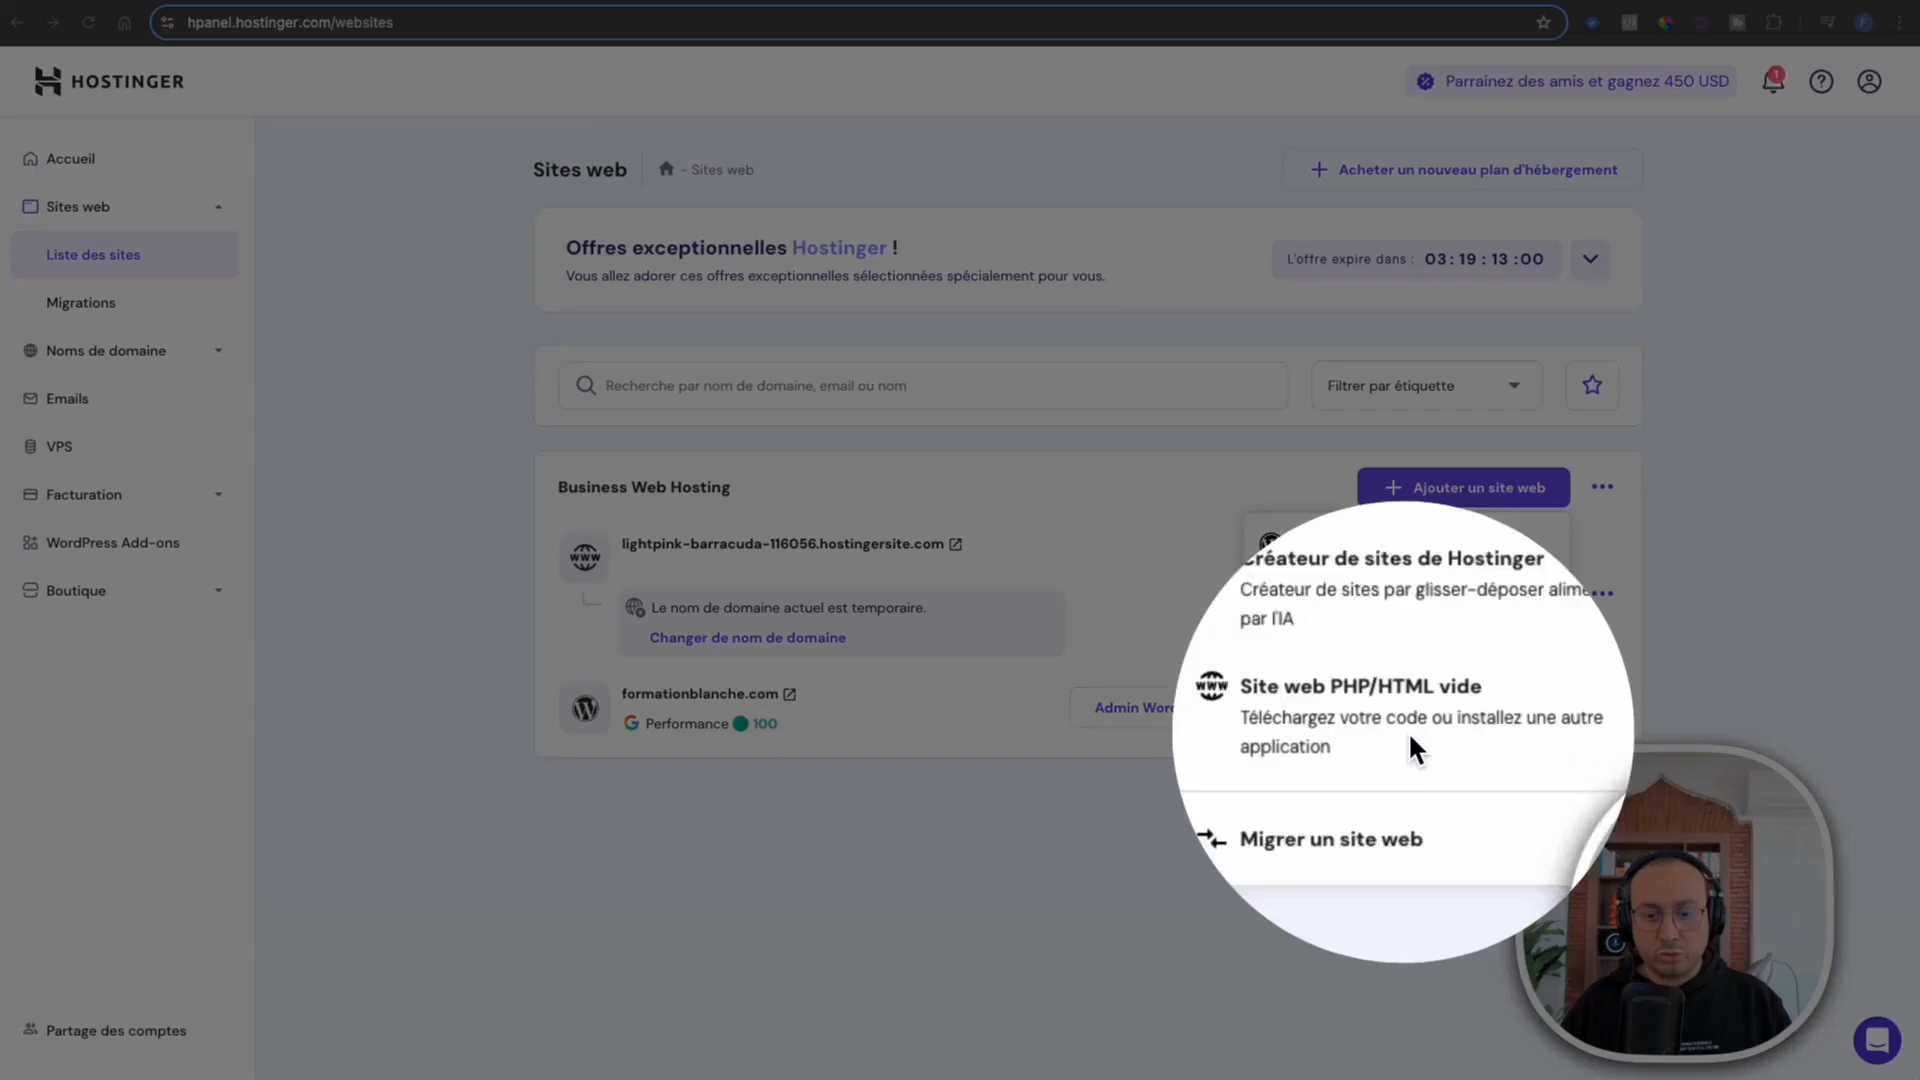 hpanel.hostinger.com/websites
F
HOSTINGER
Parrainez des amis et gagnez 450 USD
1
Accueil
Sites web
Liste des sites
Migrations
Noms de domaine
Emails
VPS
Facturation
WordPress Add-ons
Boutique
Partage des comptes
Sites web
- Sites web
Acheter un nouveau plan d'hébergement
Offres exceptionnelles Hostinger !
Vous allez adorer ces offres exceptionnelles sélectionnées spécialement pour vous.
L'offre expire dans : 03 : 19 : 13 : 00
Recherche par nom de domaine, email ou nom
Filtrer par étiquette
Business Web Hosting
Ajouter un site web
www
lightpink-barracuda-116056.hostingersite.com
Le nom de domaine actuel est temporaire.
Changer de nom de domaine
formationblanche.com
Performance 100
Admin
Créateur de sites de Hostinger
Créateur de sites par glisser-déposer
par l'IA
www
Site web PHP/HTML vide
Téléchargez votre code ou installez une autre
application
Migrer un site web